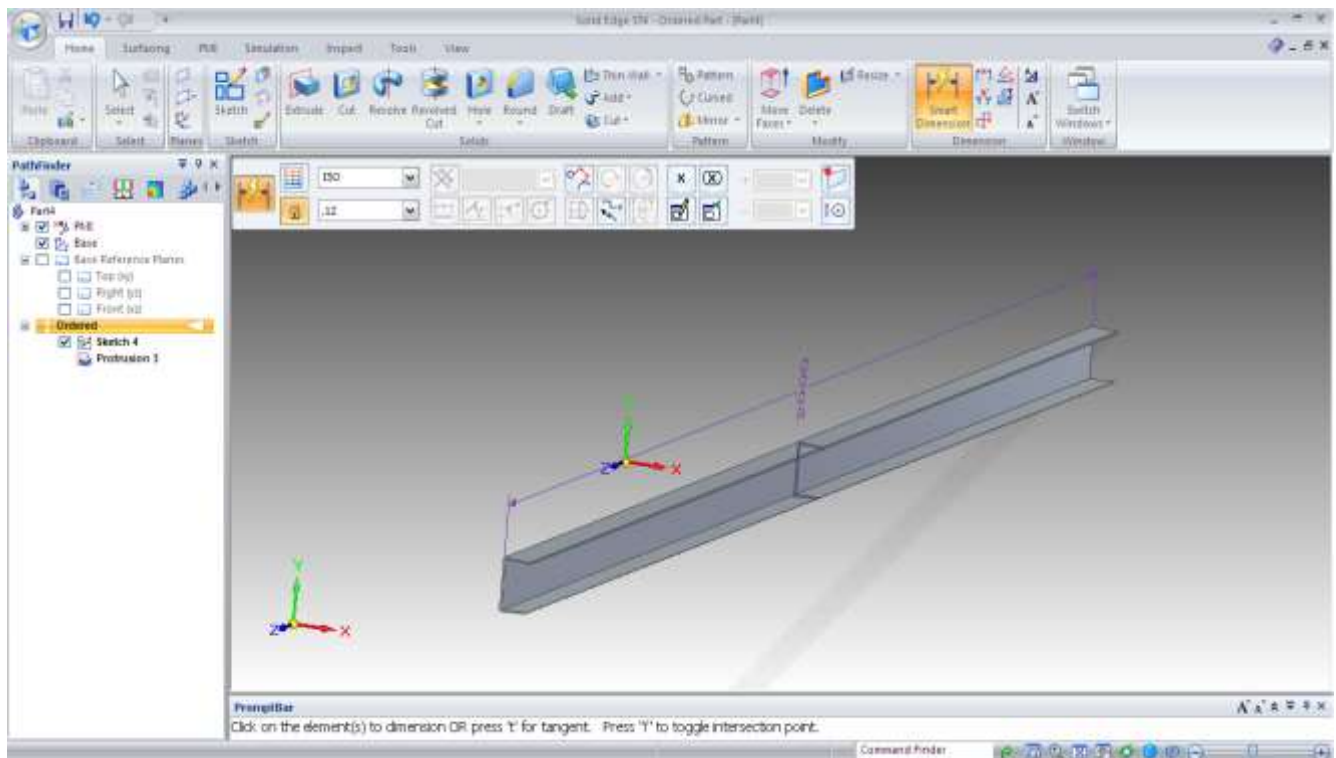 Solid Edge ST4 - Ordered Part - [Part4]
Home Surfacing PMI Simulation Inspect Tools View
Paste Select Sketch Extrude Cut Revolve Revolved Cut Hole Round Draft
Thin Wall Add Cut
Pattern Curved Mirror
Move Faces Delete Resize
Smart Dimension
Switch Windows
Clipboard Select Planes Sketch Solids Pattern Modify Dimension Window
PathFinder
ISO
.12
Part4
PMI
Base
Base Reference Planes
Top (xy)
Right (yz)
Front (xz)
Ordered
Sketch 4
Protrusion 1
Z X
Y
Z X
PromptBar
Click on the element(s) to dimension OR press 't' for tangent. Press 'I' to toggle intersection point.
Command Finder